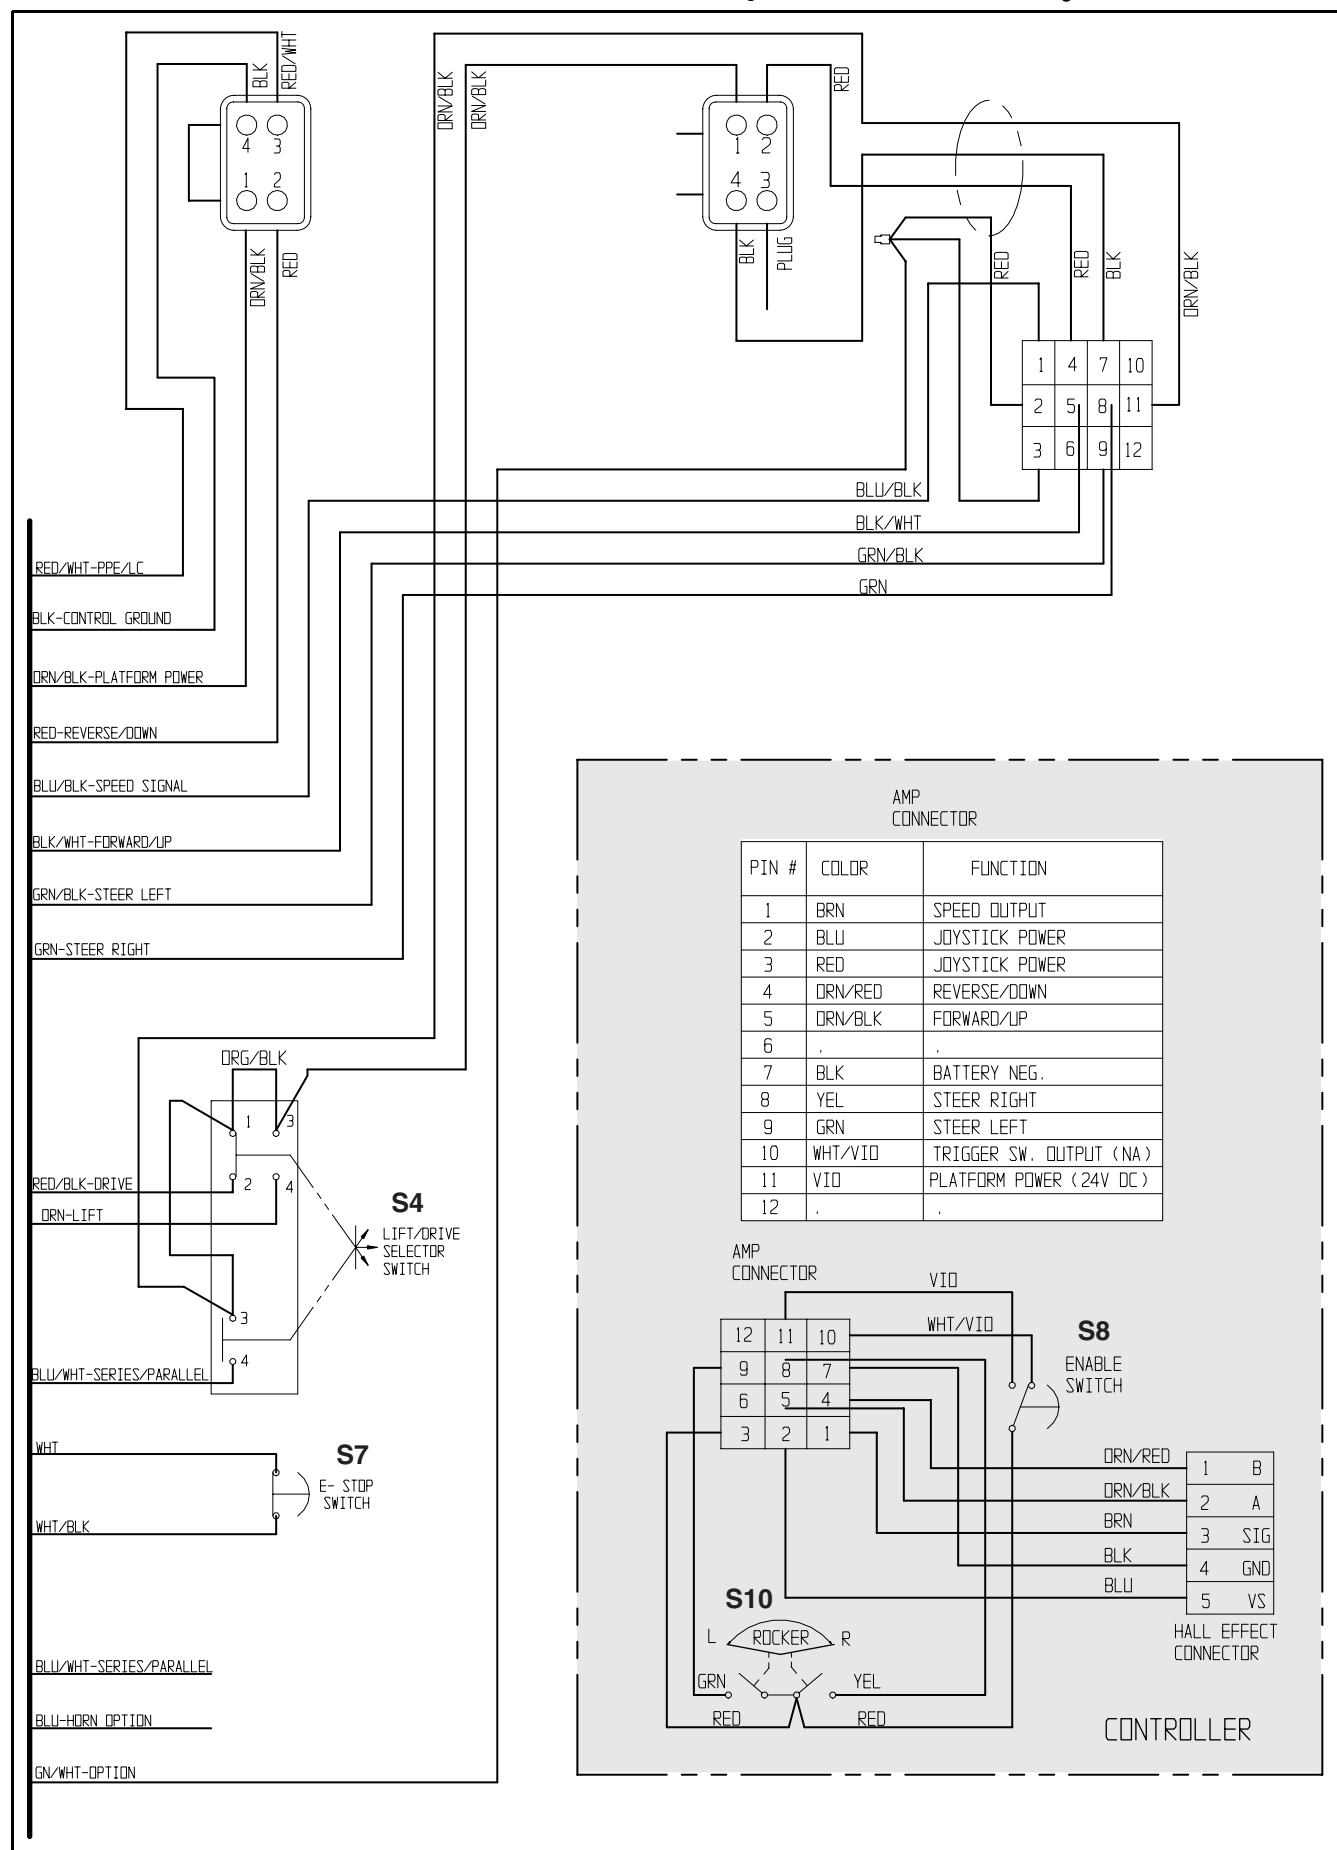 BLK
RED/WHT
4 3
1 2
ORN/BLK
RED
ORN/BLK
ORN/BLK
RED
1 2
4 3
BLK
PLUG
RED
RED
BLK
ORN/BLK
1 4 7 10
2 5 8 11
3 6 9 12
BLU/BLK
BLK/WHT
GRN/BLK
GRN
RED/WHT-PPE/LC
BLK-CONTROL GROUND
ORN/BLK-PLATFORM POWER
RED-REVERSE/DOWN
BLU/BLK-SPEED SIGNAL
BLK/WHT-FORWARD/UP
GRN/BLK-STEER LEFT
GRN-STEER RIGHT
ORG/BLK
1 3
RED/BLK-DRIVE
2 4
ORN-LIFT
S4
LIFT/DRIVE
SELECTOR
SWITCH
3
4
BLU/WHT-SERIES/PARALLEL
WHT
S7
E- STOP
SWITCH
WHT/BLK
BLU/WHT-SERIES/PARALLEL
BLU-HORN OPTION
GN/WHT-OPTION
AMP
CONNECTOR
PIN # COLOR FUNCTION
1 BRN SPEED OUTPUT
2 BLU JOYSTICK POWER
3 RED JOYSTICK POWER
4 ORN/RED REVERSE/DOWN
5 ORN/BLK FORWARD/UP
6 . .
7 BLK BATTERY NEG.
8 YEL STEER RIGHT
9 GRN STEER LEFT
10 WHT/VIO TRIGGER SW. OUTPUT (NA)
11 VIO PLATFORM POWER (24V DC)
12 . .
AMP
CONNECTOR
VIO
WHT/VIO
12 11 10
9 8 7
6 5 4
3 2 1
S8
ENABLE
SWITCH
ORN/RED
ORN/BLK
BRN
BLK
BLU
1 B
2 A
3 SIG
4 GND
5 VS
HALL EFFECT
CONNECTOR
S10
L ROCKER R
GRN YEL
RED RED
CONTROLLER